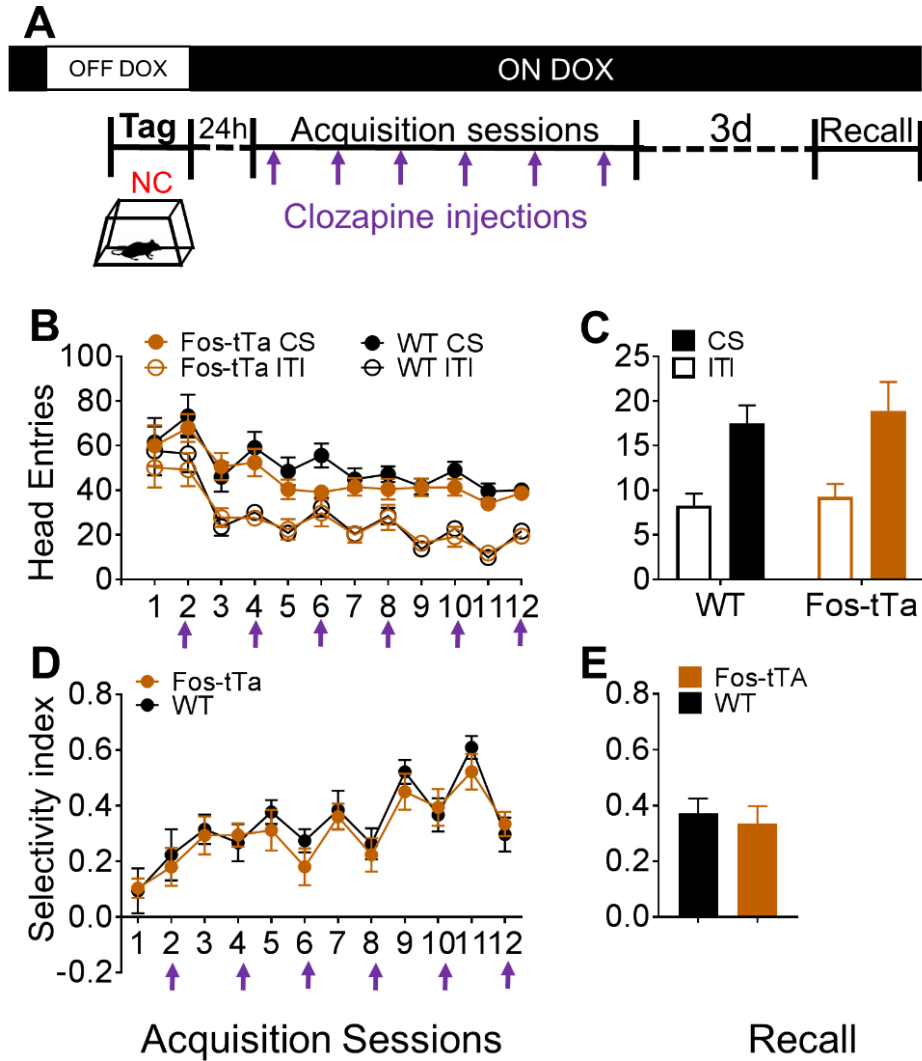 A
OFF DOX
ON DOX
Tag
24h
Acquisition sessions
3d
Recall
NC
Clozapine injections
B
Fos-tTa CS
WT CS
Fos-tTa ITI
WT ITI
Head Entries
100
80
60
40
20
0
1 2 3 4 5 6 7 8 9 10 11 12
C
CS
ITI
25
20
15
10
5
0
WT Fos-tTa
D
Fos-tTa
WT
Selectivity index
0.8
0.6
0.4
0.2
0.0
-0.2
1 2 3 4 5 6 7 8 9 10 11 12
Acquisition Sessions
E
Fos-tTA
WT
0.8
0.6
0.4
0.2
0.0
Recall